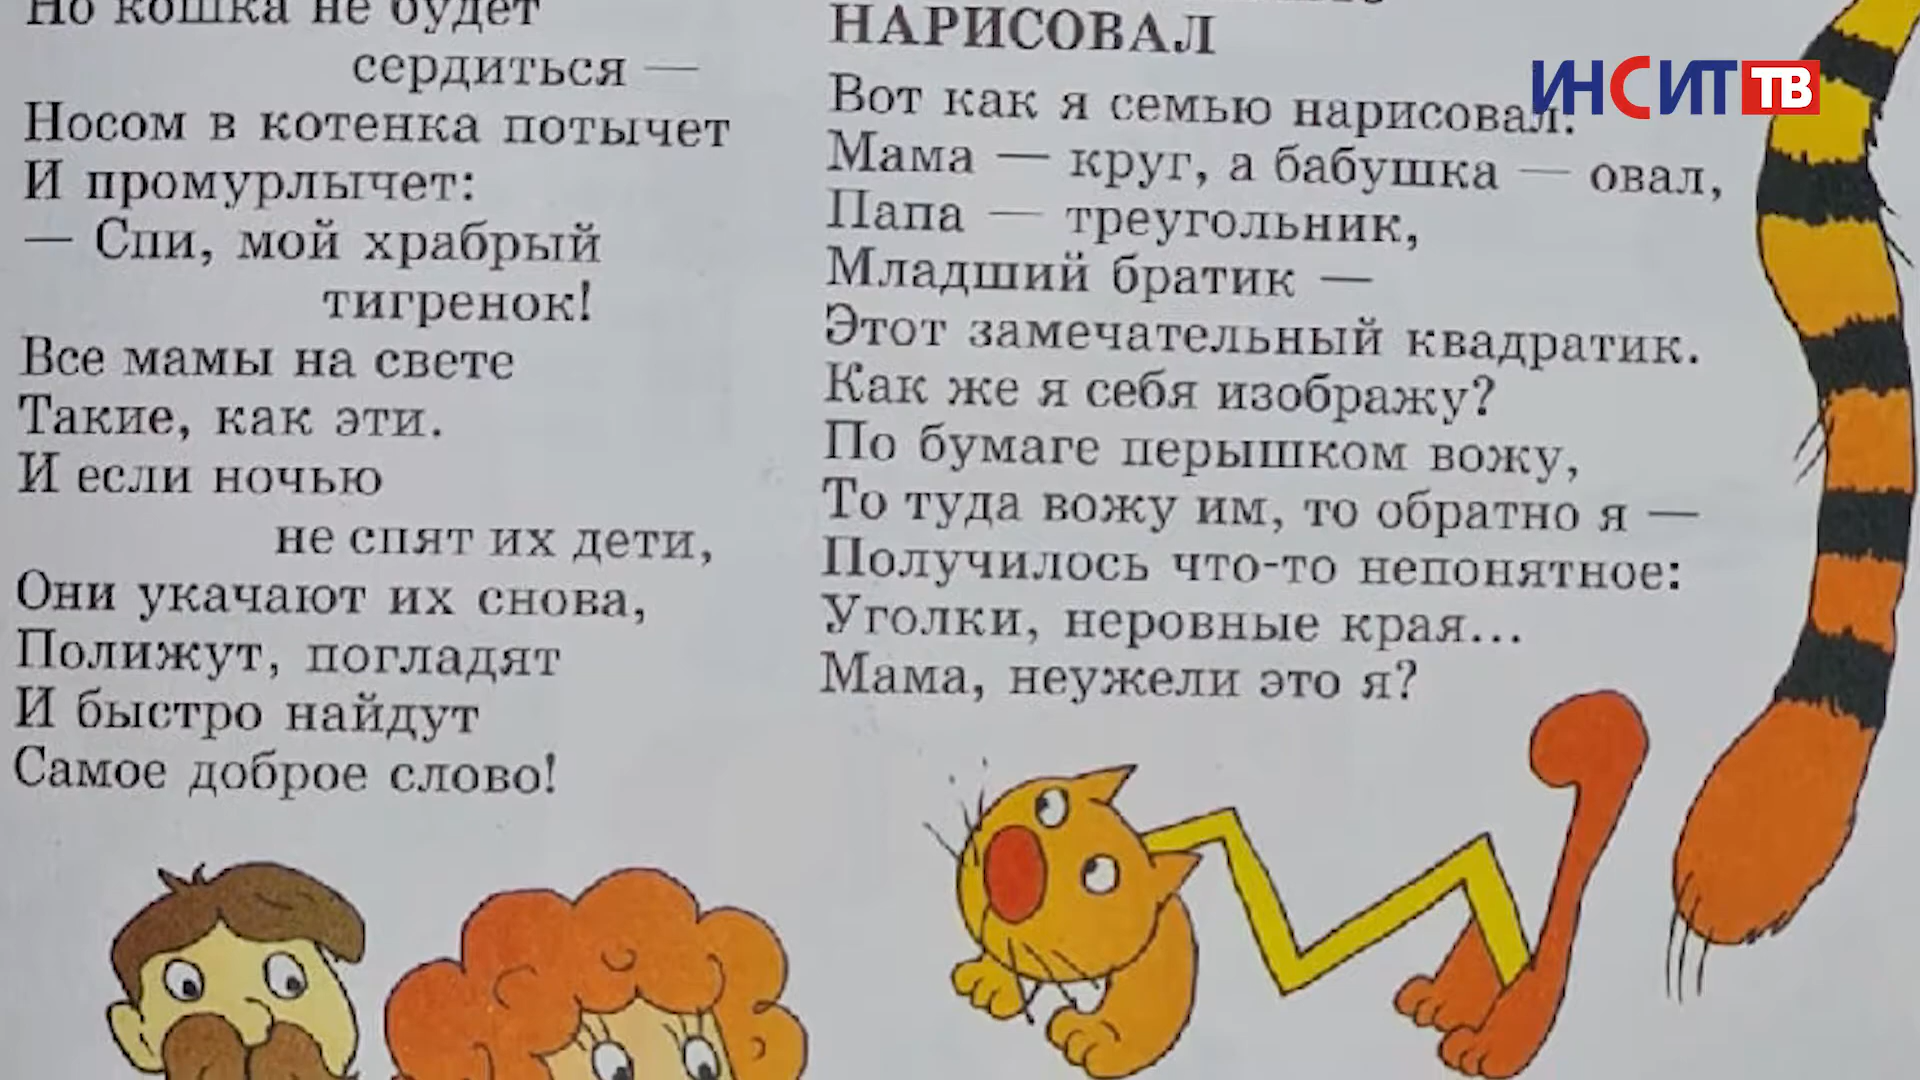 Но кошка не будет
сердиться —
Носом в котенка потычет
И промурлычет:
— Спи, мой храбрый
тигренок!
Все мамы на свете
Такие, как эти.
И если ночью
не спят их дети,
Они укачают их снова,
Полижут, погладят
И быстро найдут
Самое доброе слово!
НАРИСОВАЛ
Вот как я семью нарисовал:
Мама — круг, а бабушка — овал,
Папа — треугольник,
Младший братик —
Этот замечательный квадратик.
Как же я себя изображу?
По бумаге перышком вожу,
То туда вожу им, то обратно я —
Получилось что-то непонятное:
Уголки, неровные края...
Мама, неужели это я?
ИНСИТ ТВ